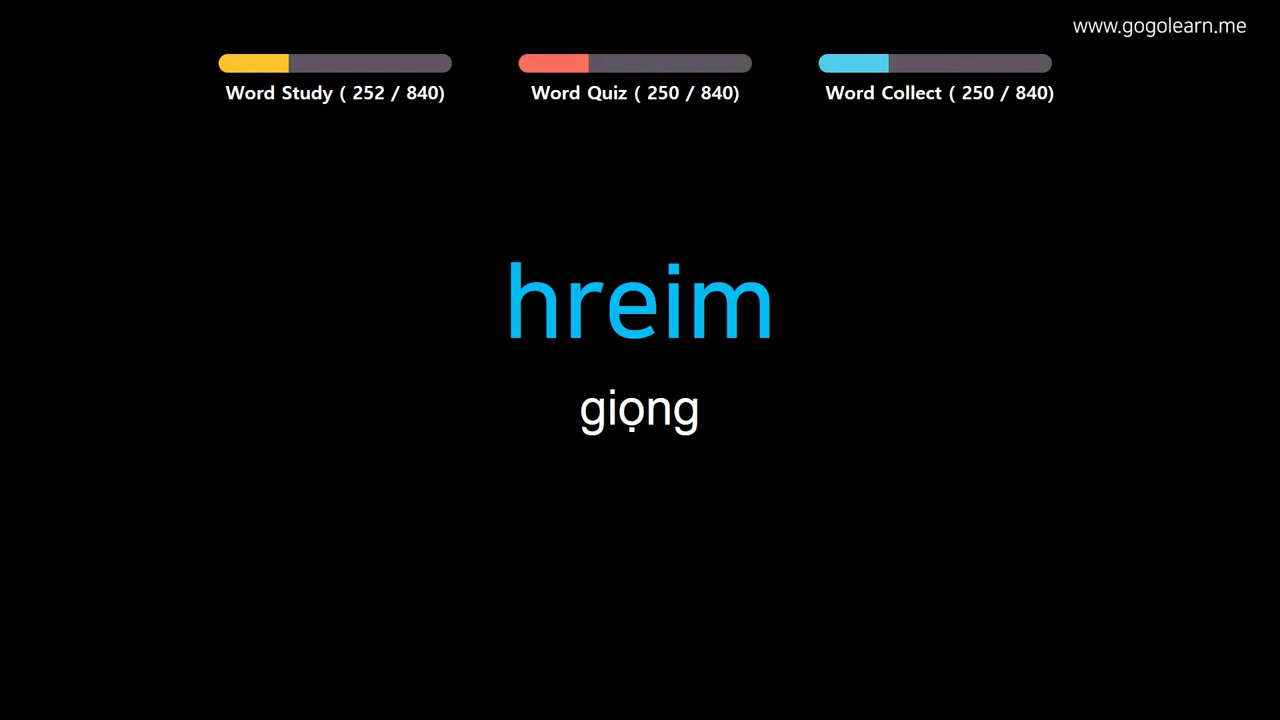 www.gogolearn.me
Word Study ( 252 / 840)
Word Quiz ( 250 / 840)
Word Collect ( 250 / 840)
hreim
giọng